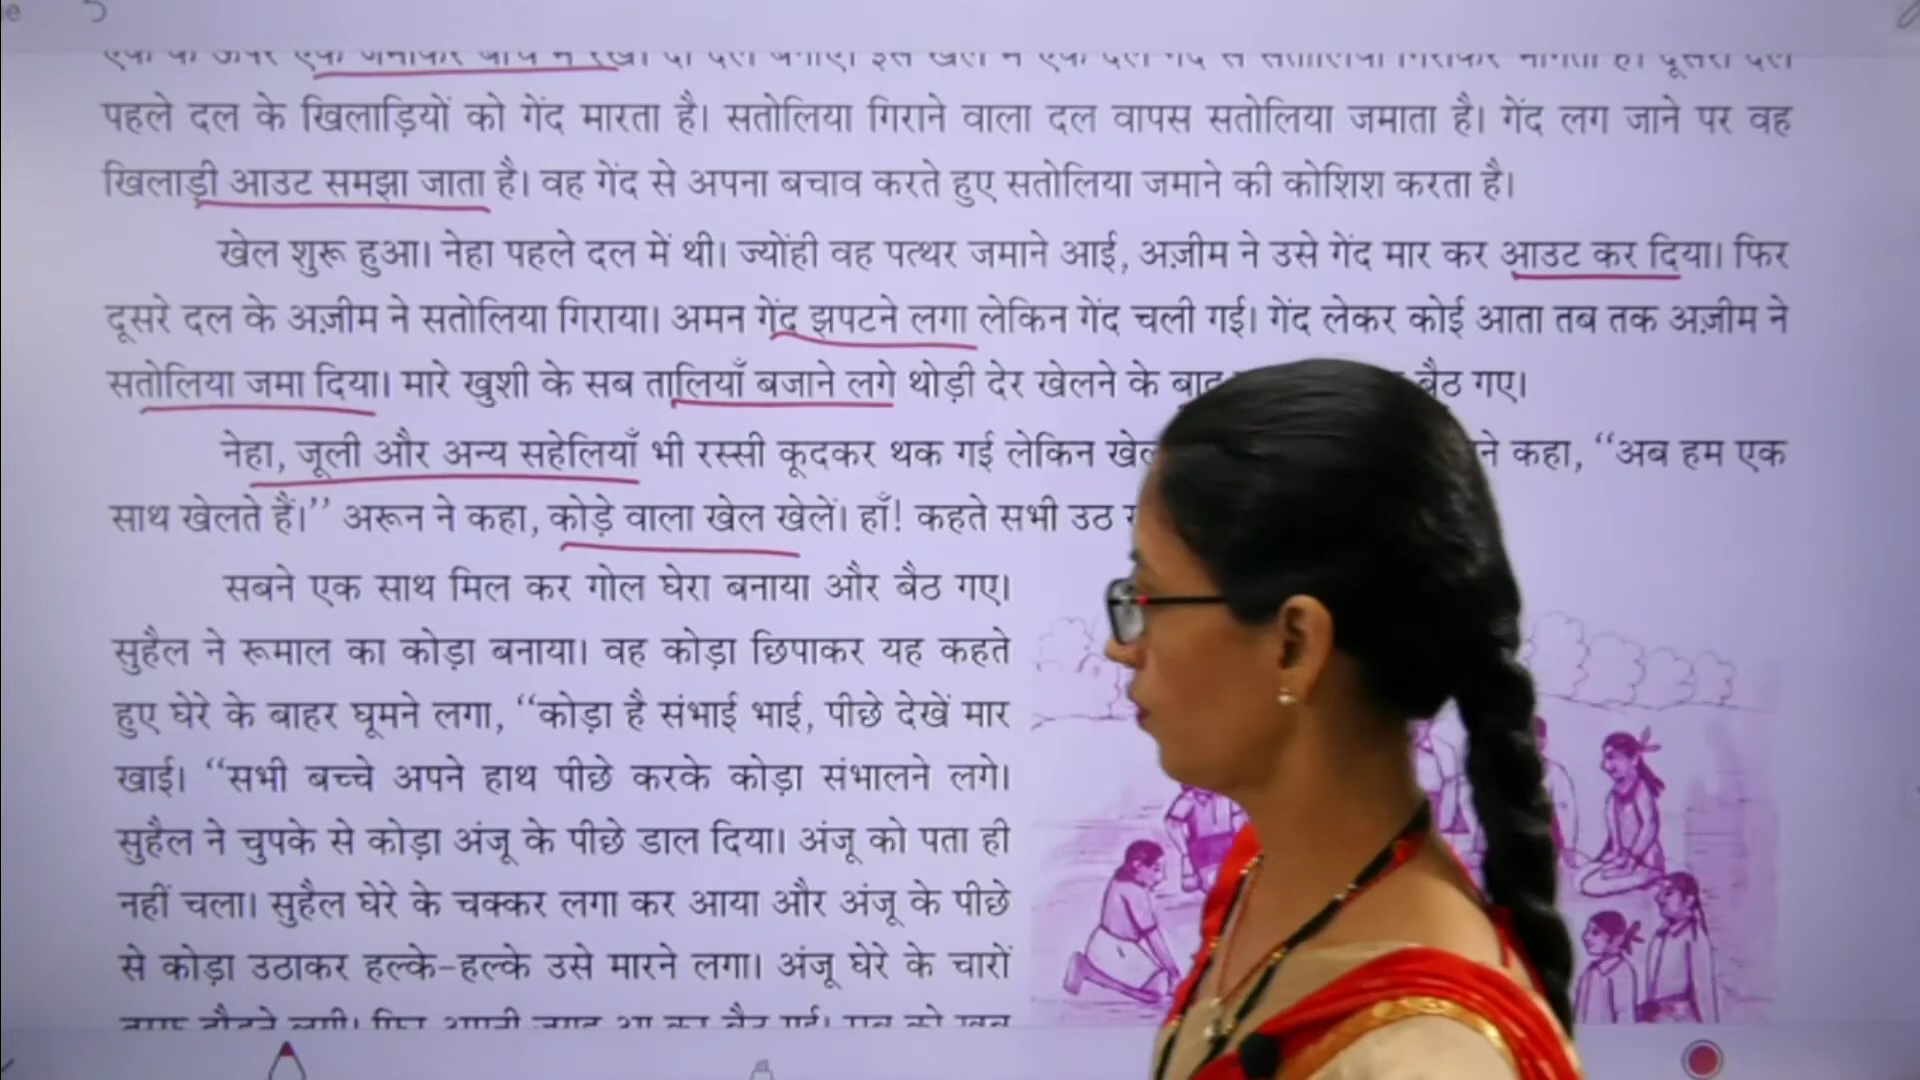 पहले दल के खिलाड़ियों को गेंद मारता है। सतोलिया गिराने वाला दल वापस सतोलिया जमाता है। गेंद लग जाने पर वह
खिलाड़ी आउट समझा जाता है। वह गेंद से अपना बचाव करते हुए सतोलिया जमाने की कोशिश करता है।
खेल शुरू हुआ। नेहा पहले दल में थी। ज्योंही वह पत्थर जमाने आई, अज़ीम ने उसे गेंद मार कर आउट कर दिया। फिर
दूसरे दल के अज़ीम ने सतोलिया गिराया। अमन गेंद झपटने लगा लेकिन गेंद चली गई। गेंद लेकर कोई आता तब तक अज़ीम ने
सतोलिया जमा दिया। मारे खुशी के सब तालियाँ बजाने लगे थोड़ी देर खेलने के बाद बैठ गए।
नेहा, जूली और अन्य सहेलियाँ भी रस्सी कूदकर थक गई लेकिन ने कहा, ‘‘अब हम एक
साथ खेलते हैं।’’ अरून ने कहा, कोड़े वाला खेल खेलें। हाँ! कहते सभी उठ
सबने एक साथ मिल कर गोल घेरा बनाया और बैठ गए।
सुहैल ने रूमाल का कोड़ा बनाया। वह कोड़ा छिपाकर यह कहते
हुए घेरे के बाहर घूमने लगा, ‘‘कोड़ा है संभाई भाई, पीछे देखें मार
खाई। ‘‘सभी बच्चे अपने हाथ पीछे करके कोड़ा संभालने लगे।
सुहैल ने चुपके से कोड़ा अंजू के पीछे डाल दिया। अंजू को पता ही
नहीं चला। सुहैल घेरे के चक्कर लगा कर आया और अंजू के पीछे
से कोड़ा उठाकर हल्के-हल्के उसे मारने लगा। अंजू घेरे के चारों